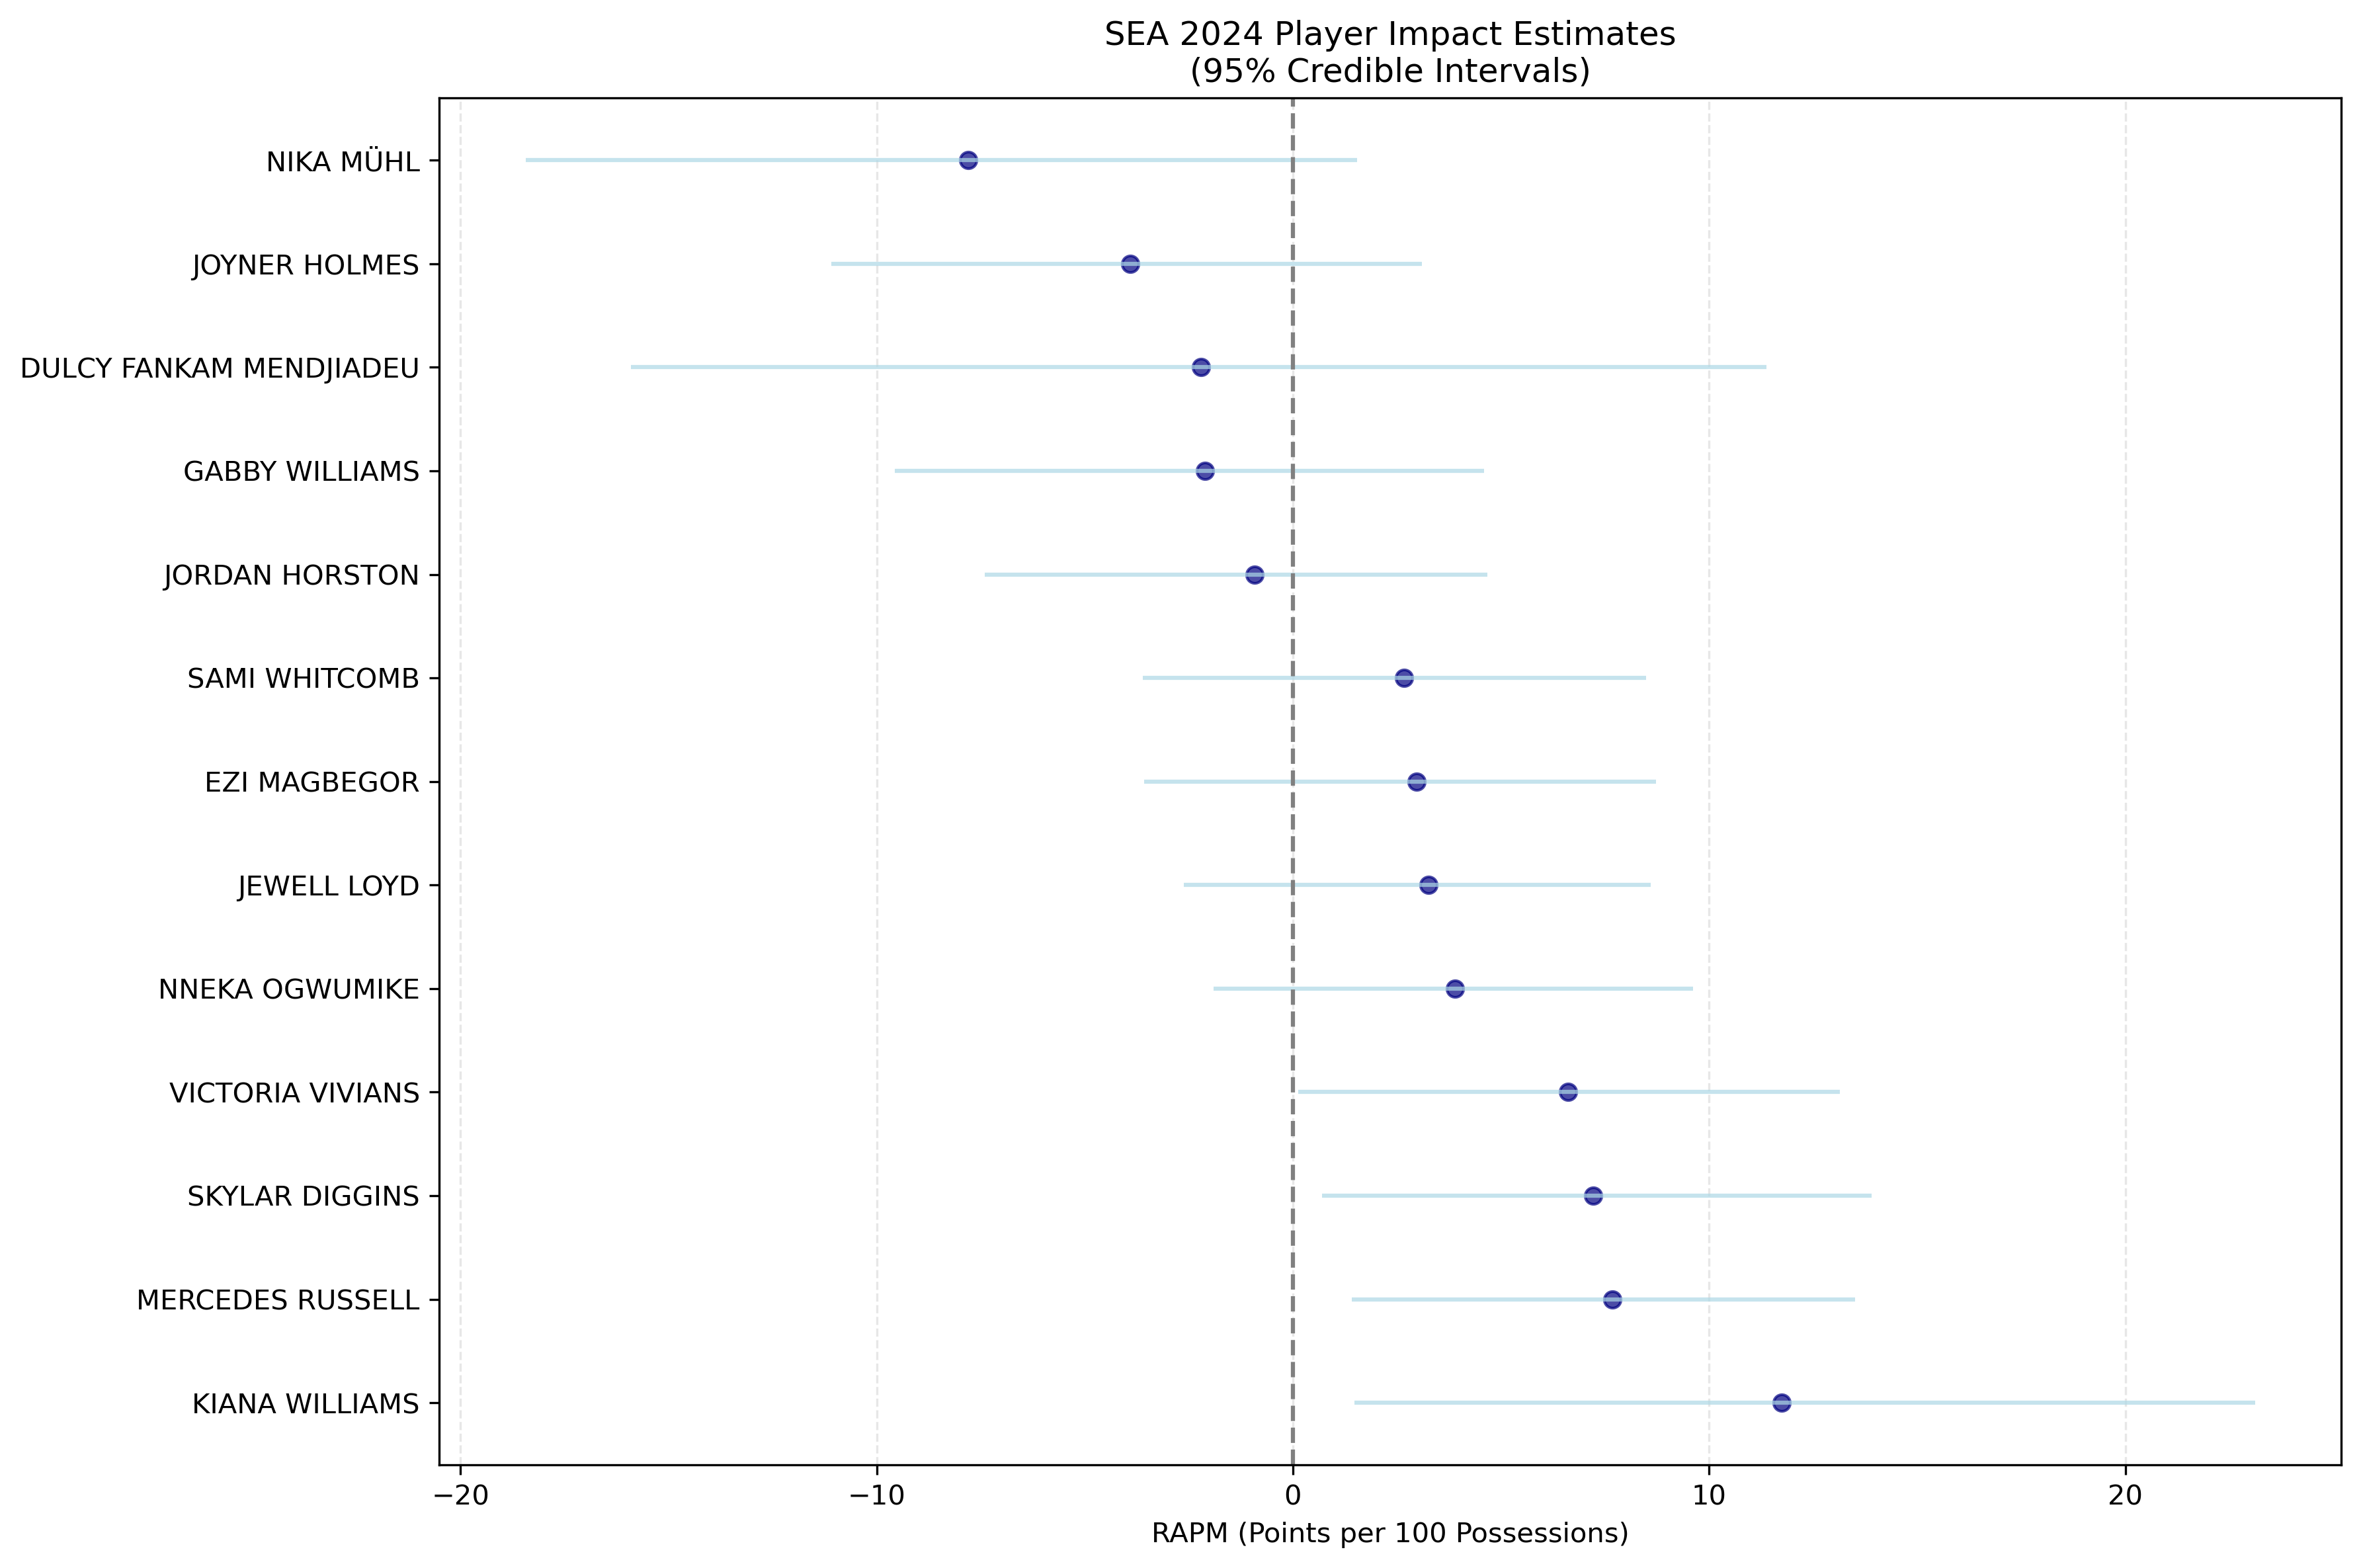 SEA 2024 Player Impact Estimates
(95% Credible Intervals)
NIKA MÜHL
JOYNER HOLMES
DULCY FANKAM MENDJIADEU
GABBY WILLIAMS
JORDAN HORSTON
SAMI WHITCOMB
EZI MAGBEGOR
JEWELL LOYD
NNEKA OGWUMIKE
VICTORIA VIVIANS
SKYLAR DIGGINS
MERCEDES RUSSELL
KIANA WILLIAMS
−20 −10 0 10 20
RAPM (Points per 100 Possessions)